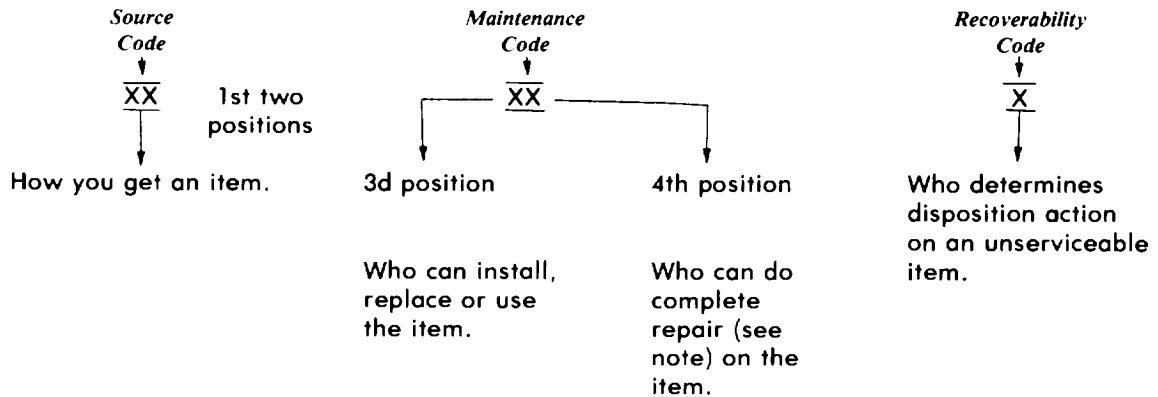 Source
Code
XX
1st two
positions
How you get an item.
Maintenance
Code
XX
3d position
Who can install,
replace or use
the item.
4th position
Who can do
complete
repair (see
note) on the
item.
Recoverability
Code
X
Who determines
disposition action
on an unserviceable
item.